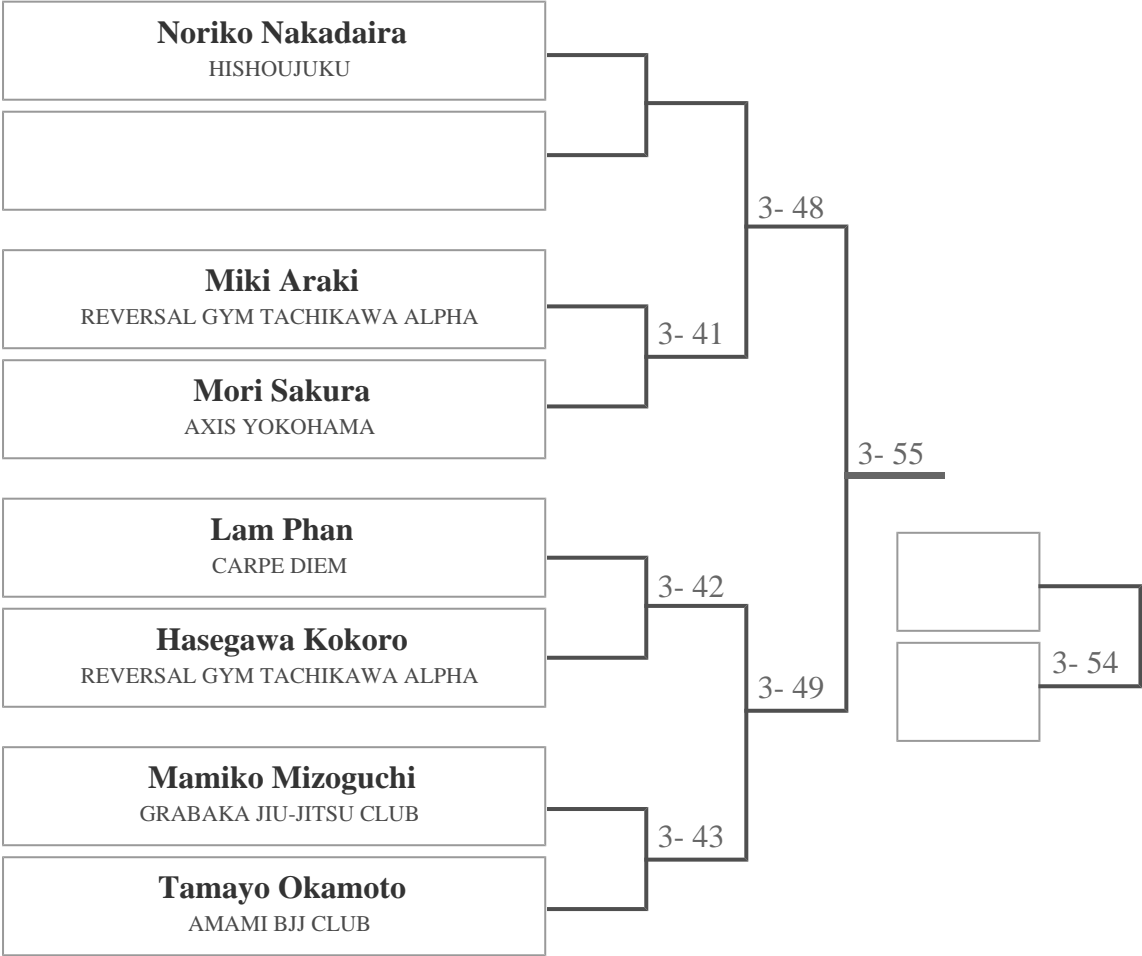 Noriko Nakadaira
HISHOUJUKU
3- 48
Miki Araki
REVERSAL GYM TACHIKAWA ALPHA
3- 41
Mori Sakura
AXIS YOKOHAMA
3- 55
Lam Phan
CARPE DIEM
3- 42
Hasegawa Kokoro
REVERSAL GYM TACHIKAWA ALPHA
3- 54
3- 49
Mamiko Mizoguchi
GRABAKA JIU-JITSU CLUB
3- 43
Tamayo Okamoto
AMAMI BJJ CLUB